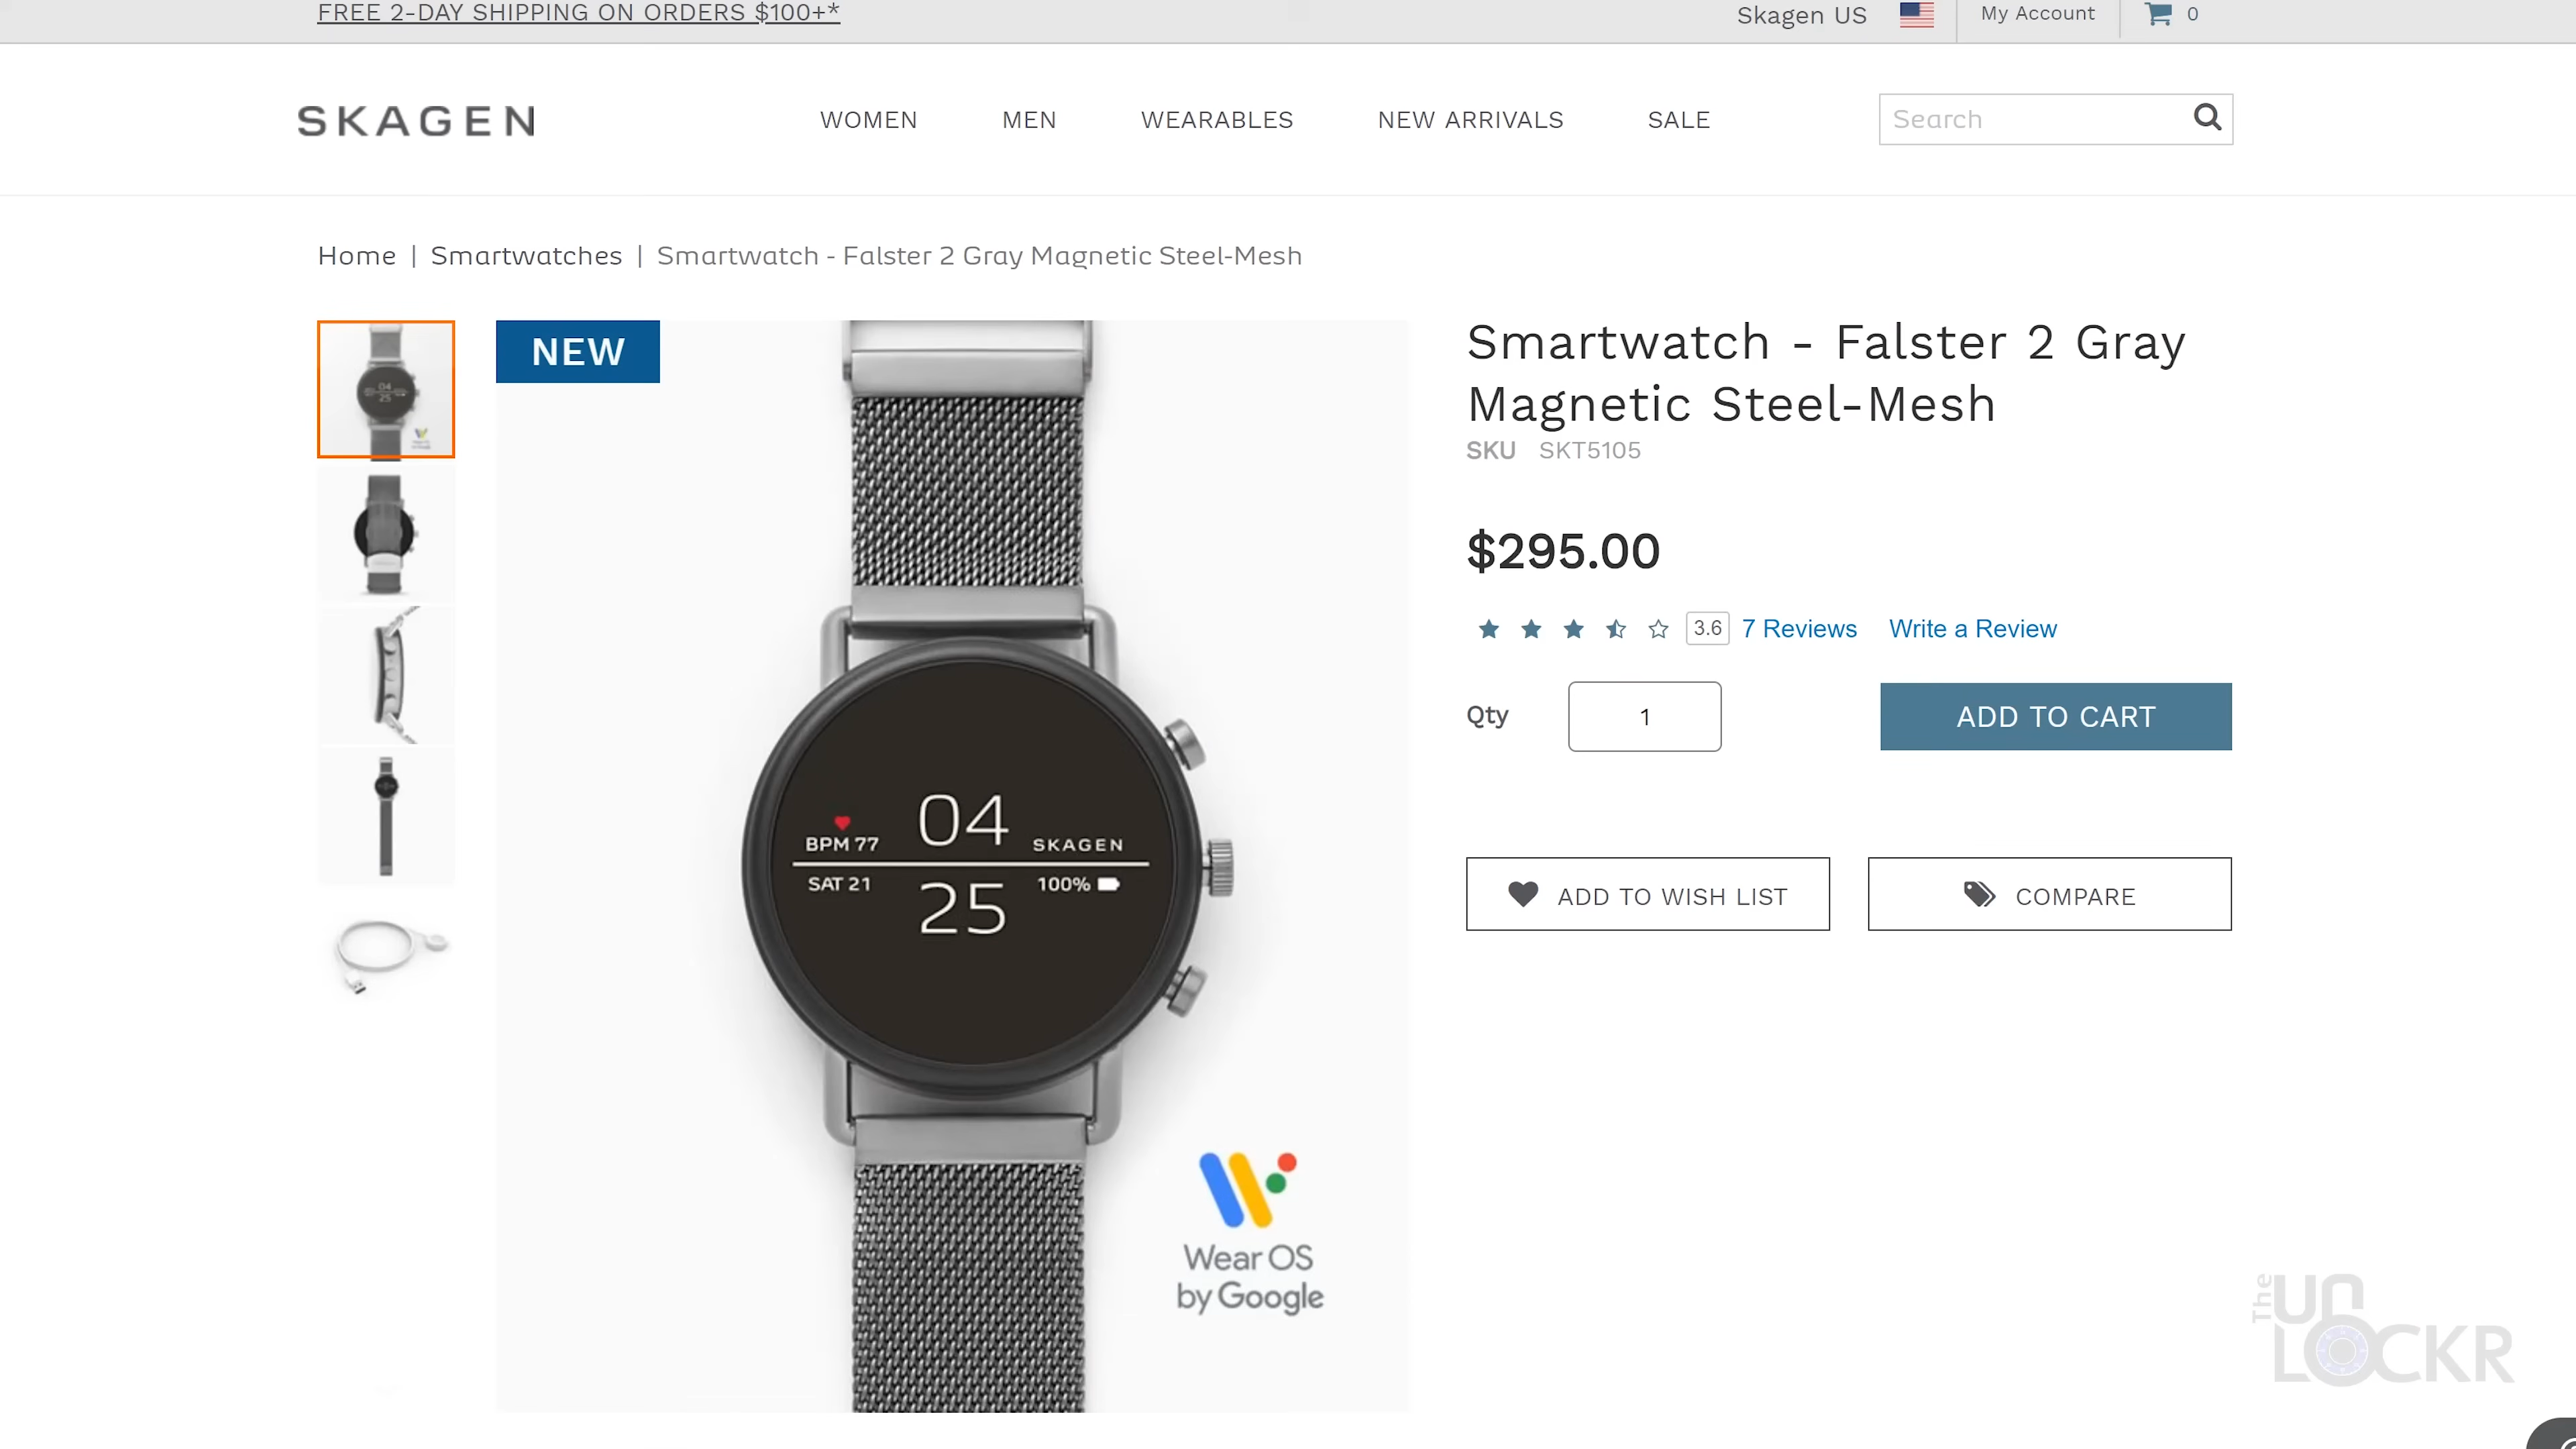 FREE 2-DAY SHIPPING ON ORDERS $100+*
Skagen US
My Account
0
SKAGEN
WOMEN
MEN
WEARABLES
NEW ARRIVALS
SALE
Search
Home | Smartwatches | Smartwatch - Falster 2 Gray Magnetic Steel-Mesh
NEW
Smartwatch - Falster 2 Gray
Magnetic Steel-Mesh
SKU SKT5105
$295.00
3.6
7 Reviews
Write a Review
Qty
1
ADD TO CART
ADD TO WISH LIST
COMPARE
04
BPM 77
SKAGEN
SAT 21
100%
25
Wear OS
by Google
The
UN
LOCKR